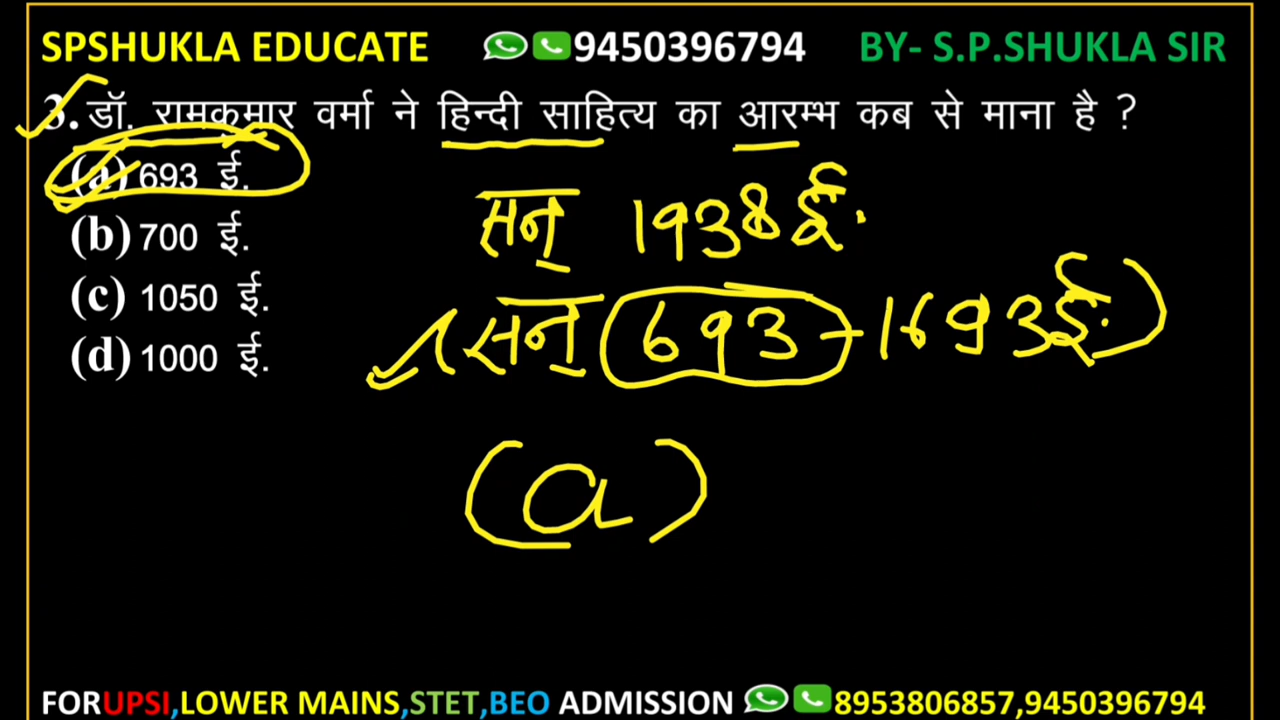 SPSHUKLA EDUCATE 9450396794 BY- S.P.SHUKLA SIR
3. डॉ. रामकुमार वर्मा ने हिन्दी साहित्य का आरम्भ कब से माना है ?
(a) 693 ई.
(b) 700 ई.
(c) 1050 ई.
(d) 1000 ई.
सन् 1938 ई.
(सन् 693 - 1693 ई.)
(a)
FOR UPSI,LOWER MAINS,STET,BEO ADMISSION 8953806857,9450396794